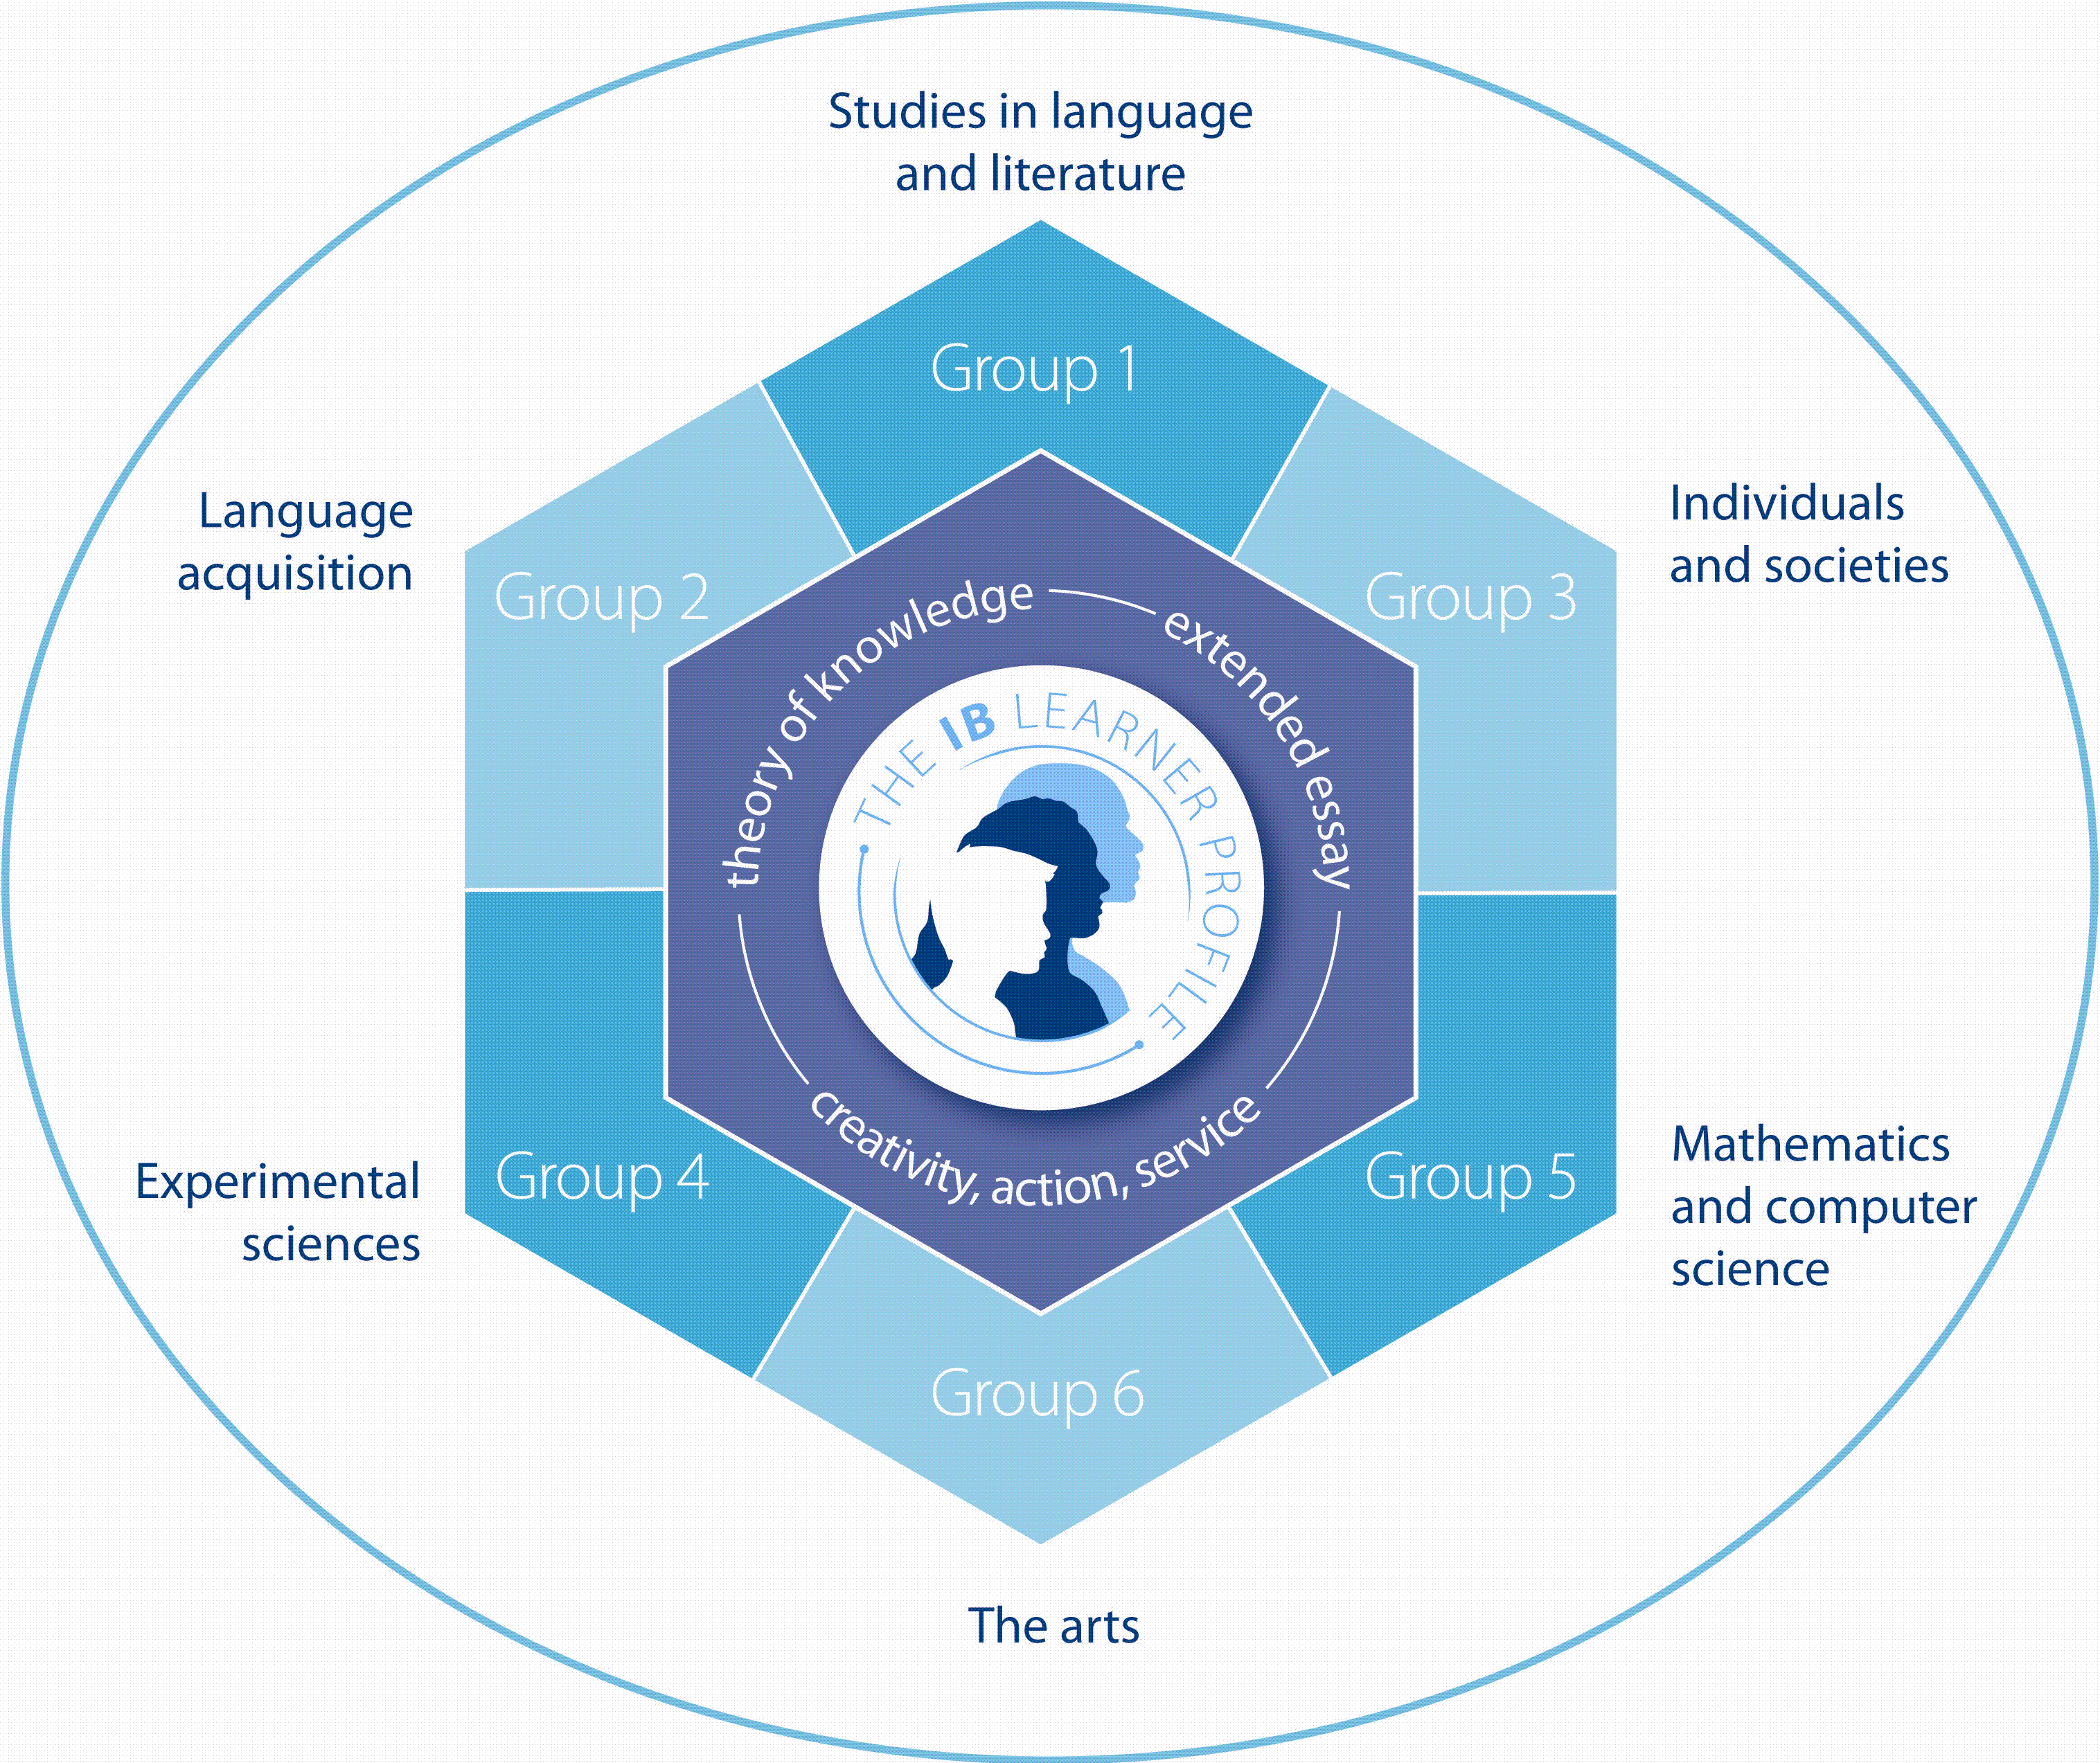 Studies in language
and literature
Group 1
Language
acquisition
Group 2
Individuals
and societies
Group 3
theory of knowledge
extended essay
THE IB LEARNER PROFILE
creativity, action, service
Experimental
sciences
Group 4
Group 5
Mathematics
and computer
science
Group 6
The arts